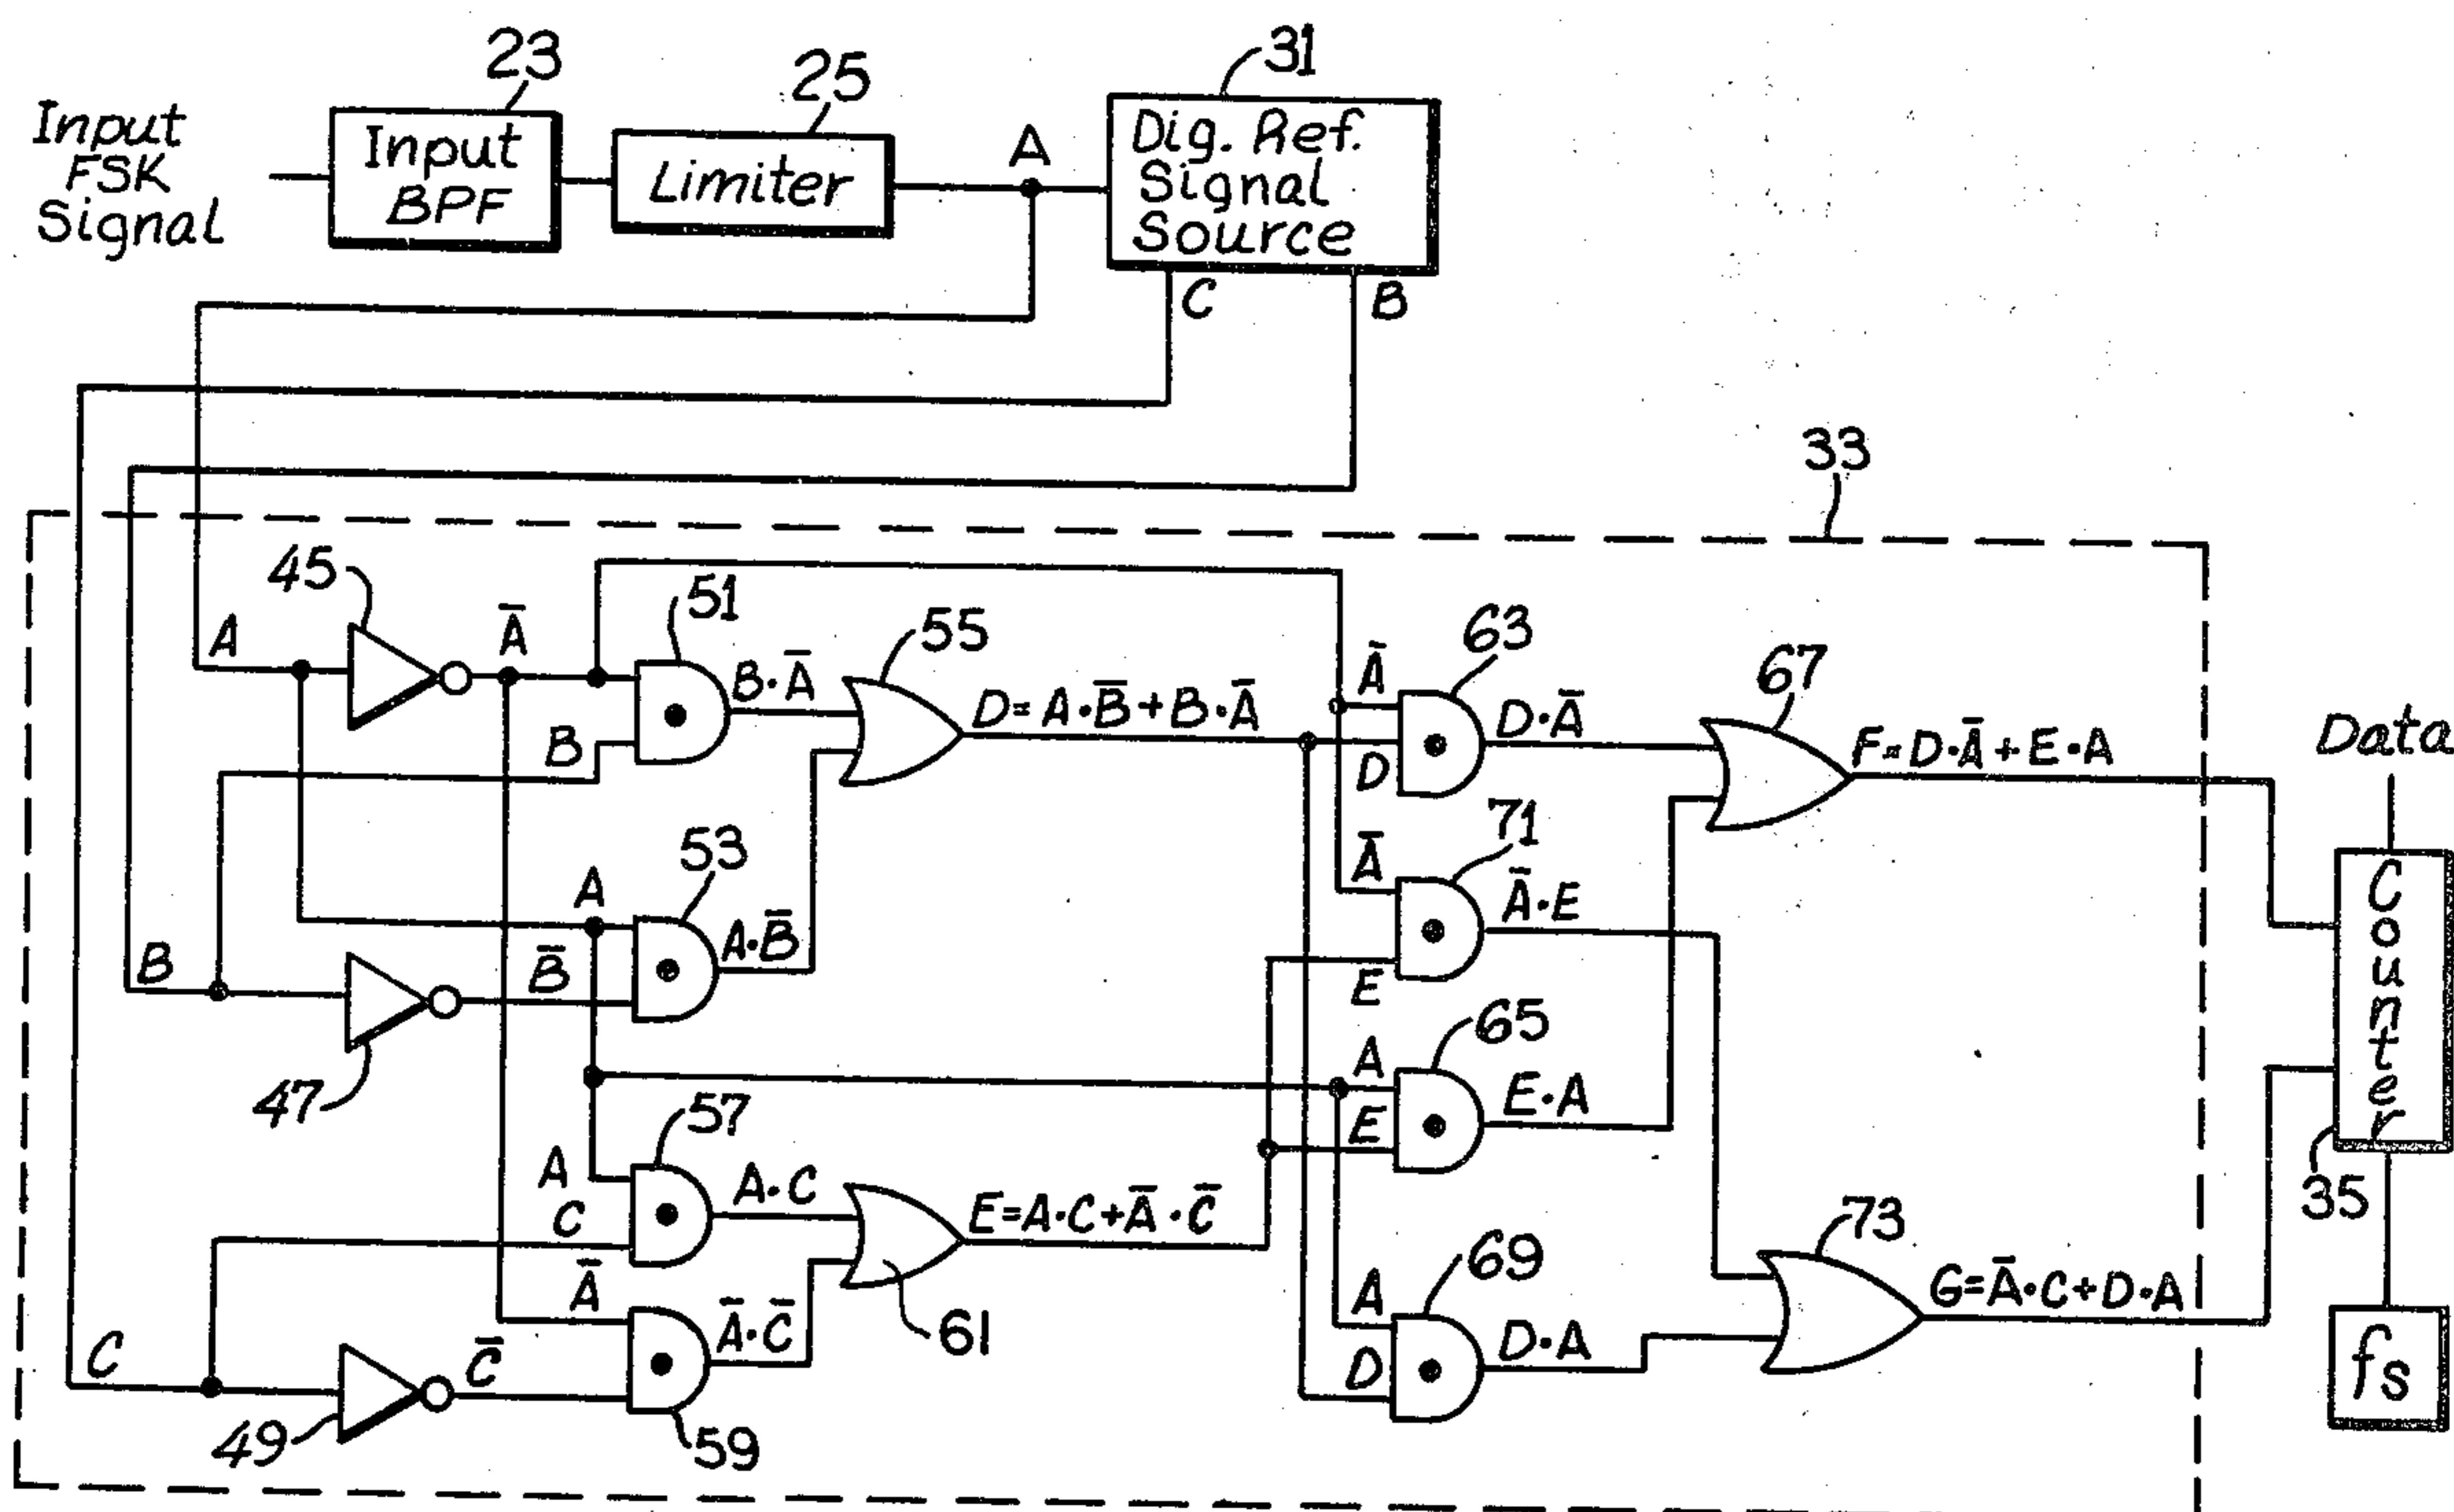 23
25
31
Input
FSK
Signal
Input
BPF
Limiter
A
Dig. Ref.
Signal
Source
C
B
33
45
A
Ā
51
B·Ā
B
55
D=A·B̄+B·Ā
Ā
63
D·Ā
D
67
F=D·Ā+E·A
Data
53
A
B̄
A·B̄
B
47
Ā
71
Ā·E
E
65
A
E
E·A
Counter
35
57
A
C
A·C
E=A·C+Ā·C̄
61
Ā
Ā·C̄
C
C̄
49
59
69
A
D
D·A
73
G=Ā·C+D·A
fs